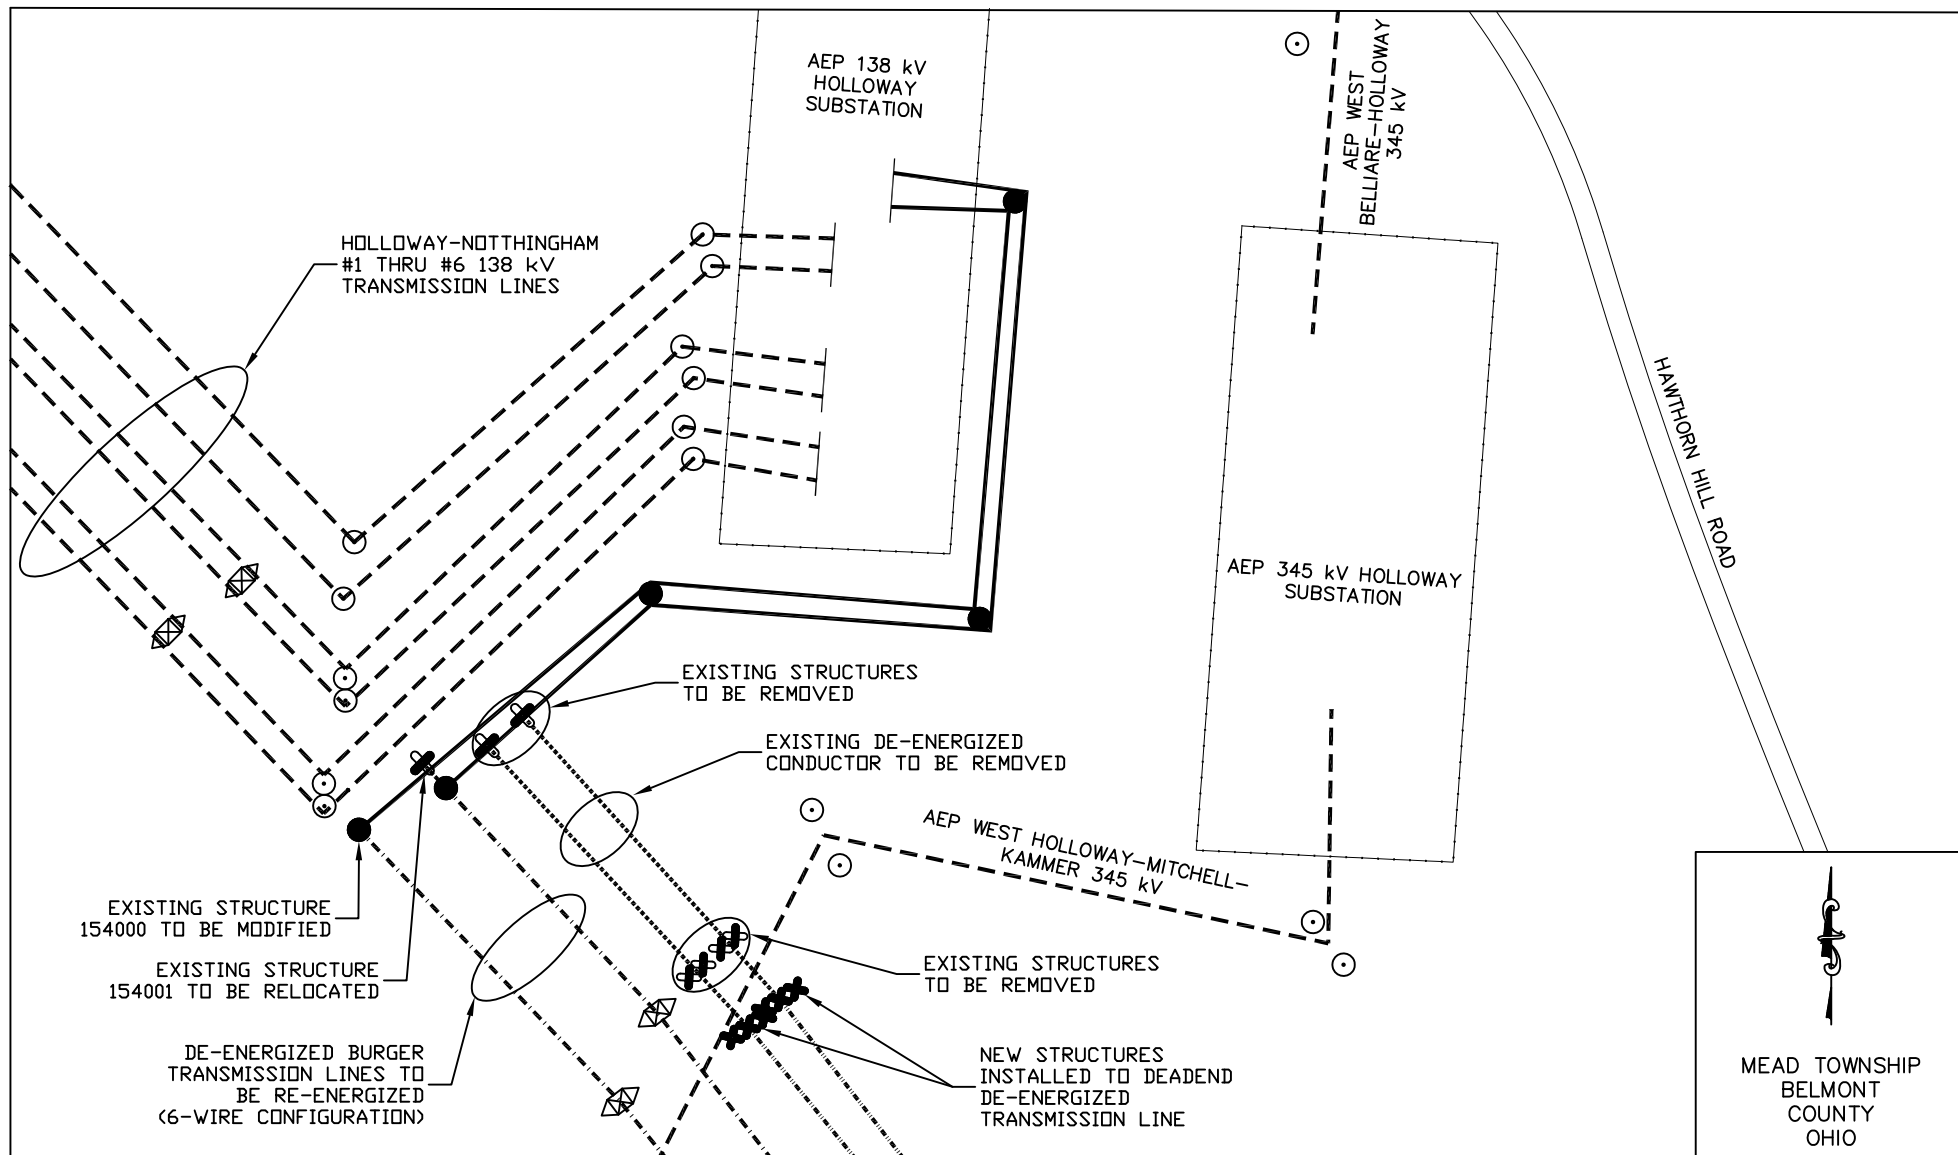 AEP 138 kV
HOLLOWAY
SUBSTATION
AEP WEST
BELLIARE-HOLLOWAY
345 kV
HOLLOWAY-NOTTHINGHAM
#1 THRU #6 138 kV
TRANSMISSION LINES
HAWTHORN HILL ROAD
AEP 345 kV HOLLOWAY
SUBSTATION
EXISTING STRUCTURES
TO BE REMOVED
EXISTING DE-ENERGIZED
CONDUCTOR TO BE REMOVED
AEP WEST HOLLOWAY-MITCHELL-
KAMMER 345 kV
EXISTING STRUCTURE
154000 TO BE MODIFIED
EXISTING STRUCTURE
154001 TO BE RELOCATED
EXISTING STRUCTURES
TO BE REMOVED
DE-ENERGIZED BURGER
TRANSMISSION LINES TO
BE RE-ENERGIZED
(6-WIRE CONFIGURATION)
NEW STRUCTURES
INSTALLED TO DEADEND
DE-ENERGIZED
TRANSMISSION LINE
MEAD TOWNSHIP
BELMONT
COUNTY
OHIO